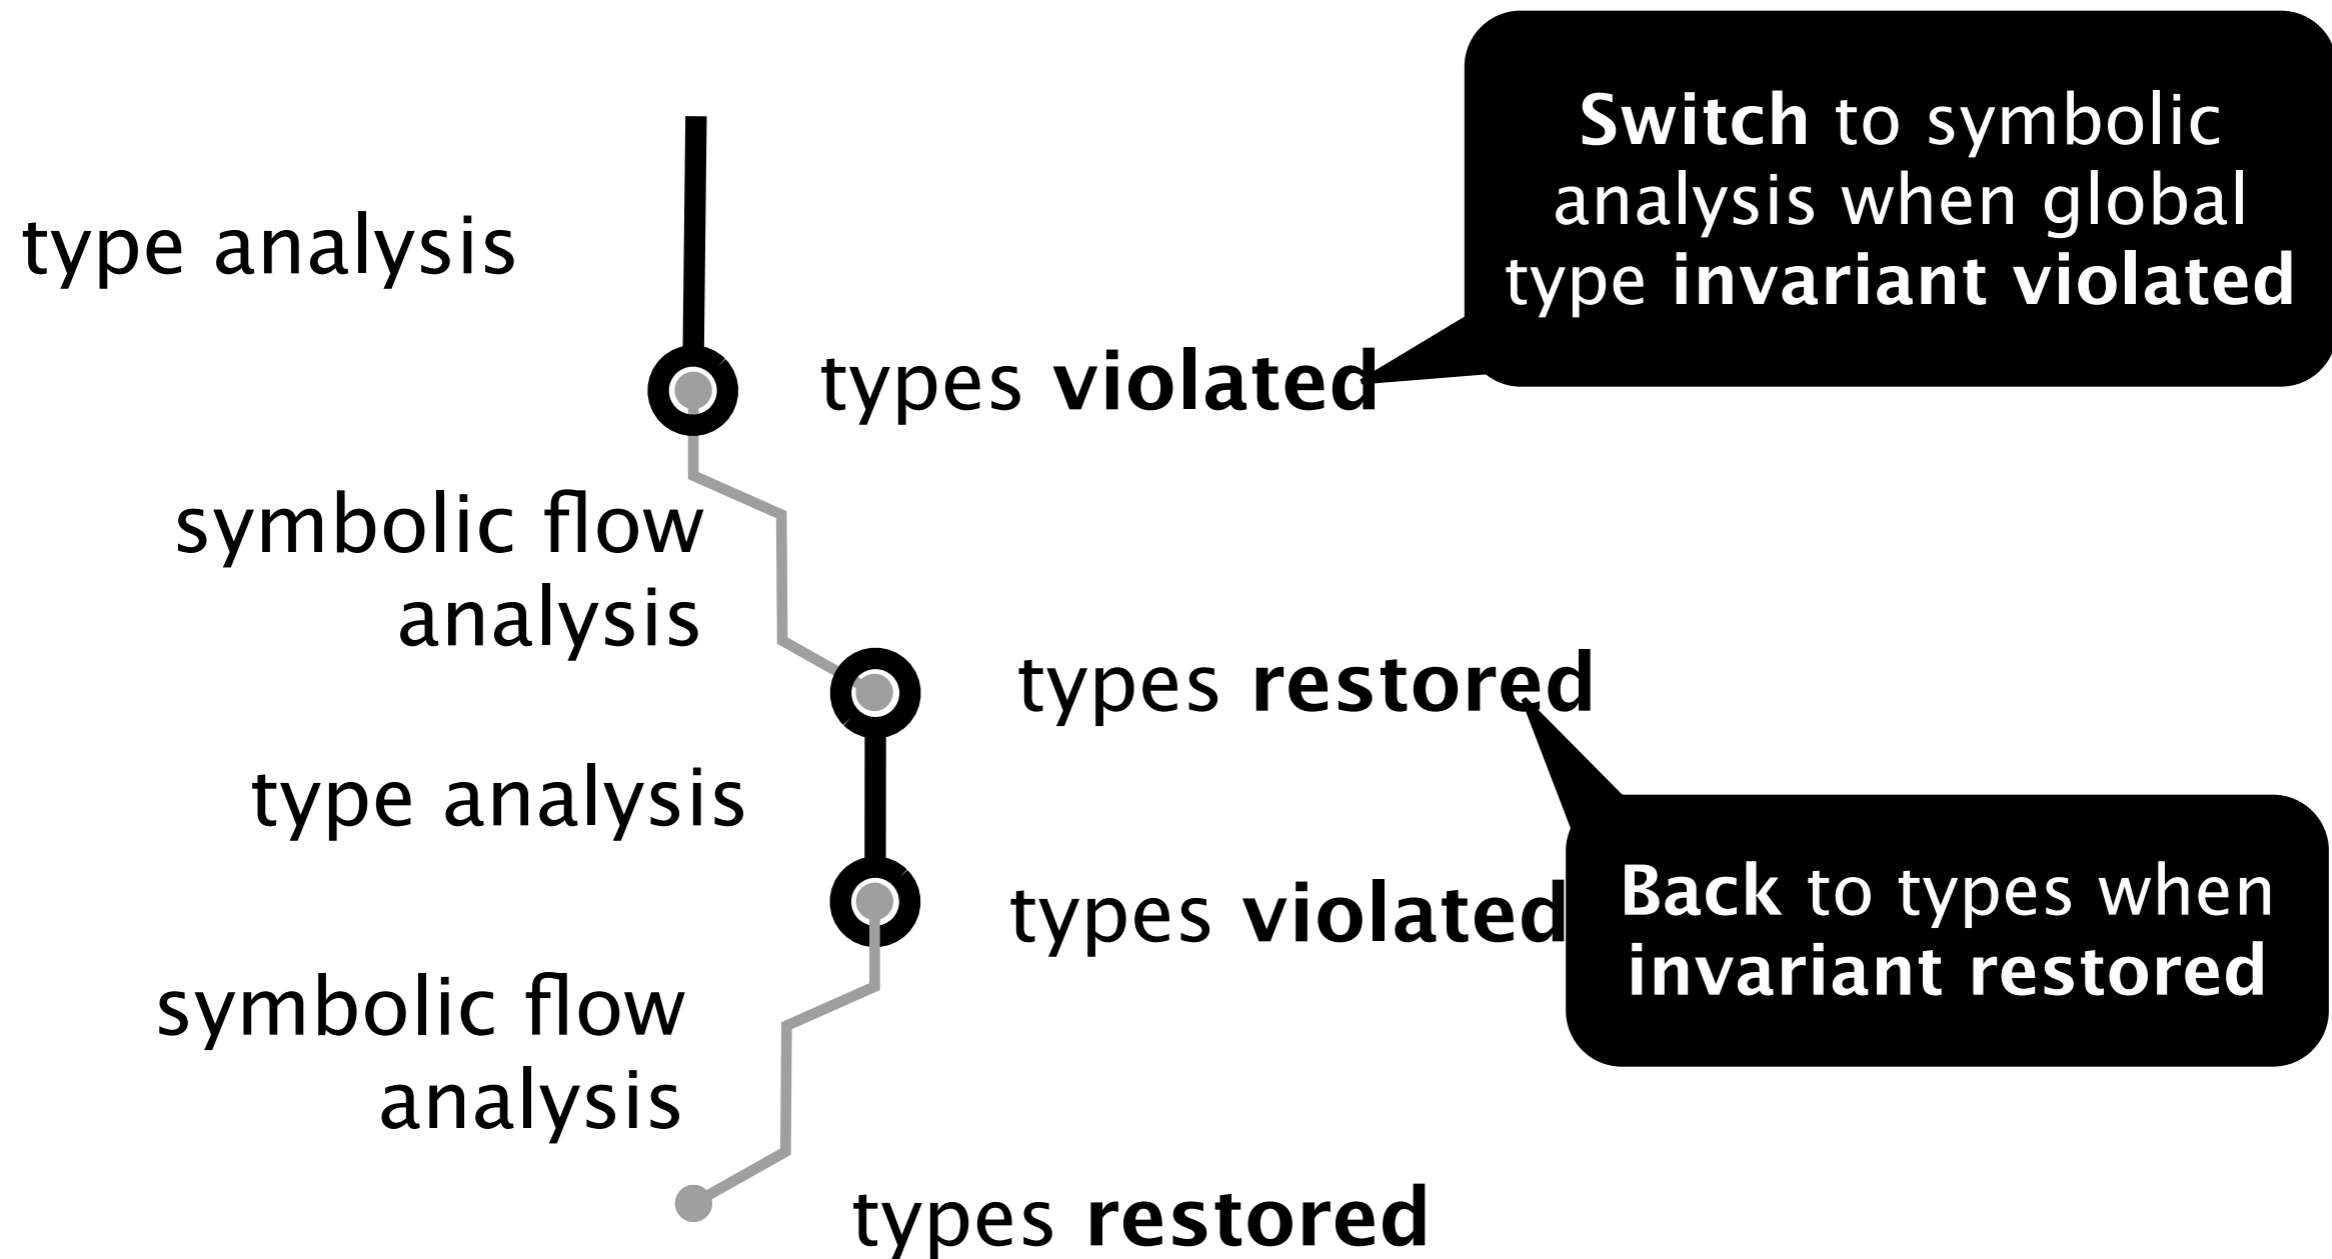 Switch to symbolic
analysis when global
type invariant violated
type analysis
types violated
symbolic flow
analysis
types restored
type analysis
Back to types when
invariant restored
types violated
symbolic flow
analysis
types restored